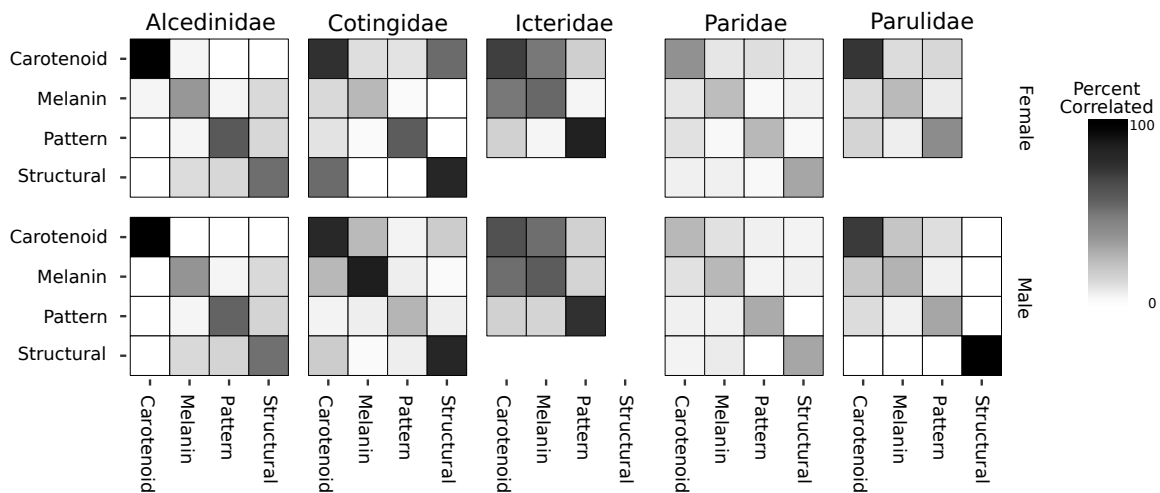 Alcedinidae Cotingidae Icteridae Paridae Parulidae
Carotenoid
Melanin
Pattern
Structural
Female
Carotenoid
Melanin
Pattern
Structural
Male
Carotenoid Melanin Pattern Structural Carotenoid Melanin Pattern Structural Carotenoid Melanin Pattern Structural Carotenoid Melanin Pattern Structural Carotenoid Melanin Pattern Structural
Percent
Correlated
100
0